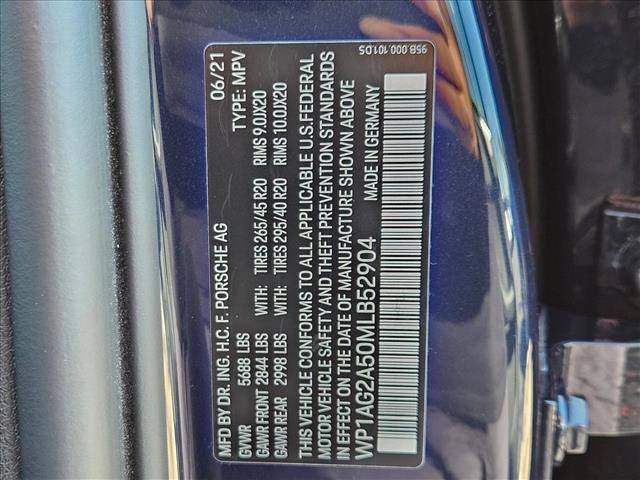 MFD BY DR. ING. H.C. F. PORSCHE AG 06/21
GVWR 5688 LBS TYPE: MPV
GAWR FRONT 2844 LBS WITH: TIRES 265/45 R20 RIMS 9.0JX20
GAWR REAR 2998 LBS WITH: TIRES 295/40 R20 RIMS 10.0JX20
THIS VEHICLE CONFORMS TO ALL APPLICABLE U.S.FEDERAL
MOTOR VEHICLE SAFETY AND THEFT PREVENTION STANDARDS
IN EFFECT ON THE DATE OF MANUFACTURE SHOWN ABOVE
WP1AG2A50MLB52904 MADE IN GERMANY
95B.000.101.DS